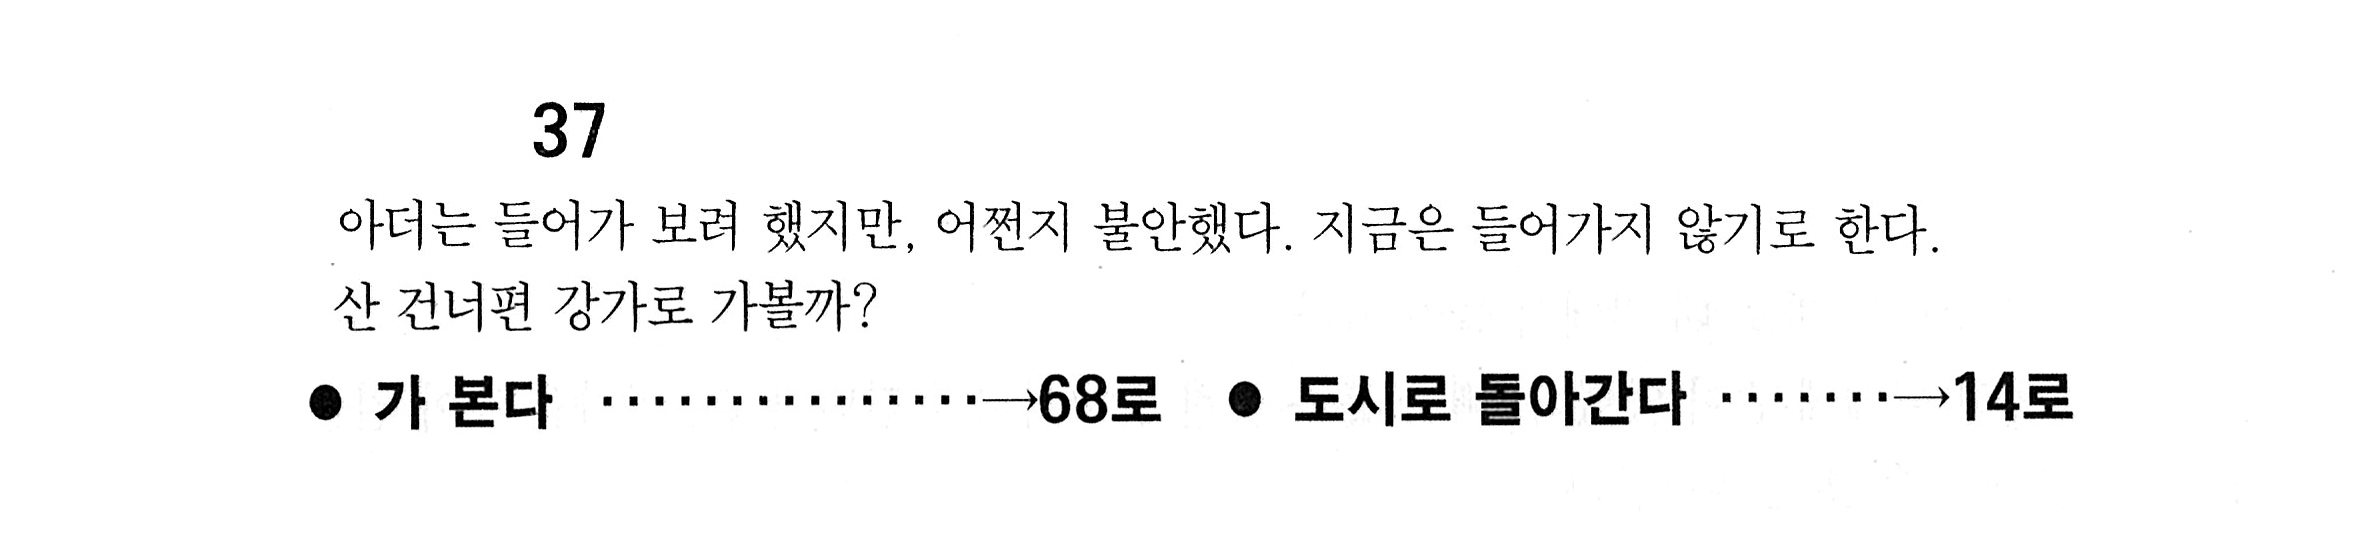 37
아더는 들어가 보려 했지만, 어쩐지 불안했다. 지금은 들어가지 않기로 한다.
산 건너편 강가로 가볼까?
● 가 본다 ···············→68로 ● 도시로 돌아간다 ·······→14로